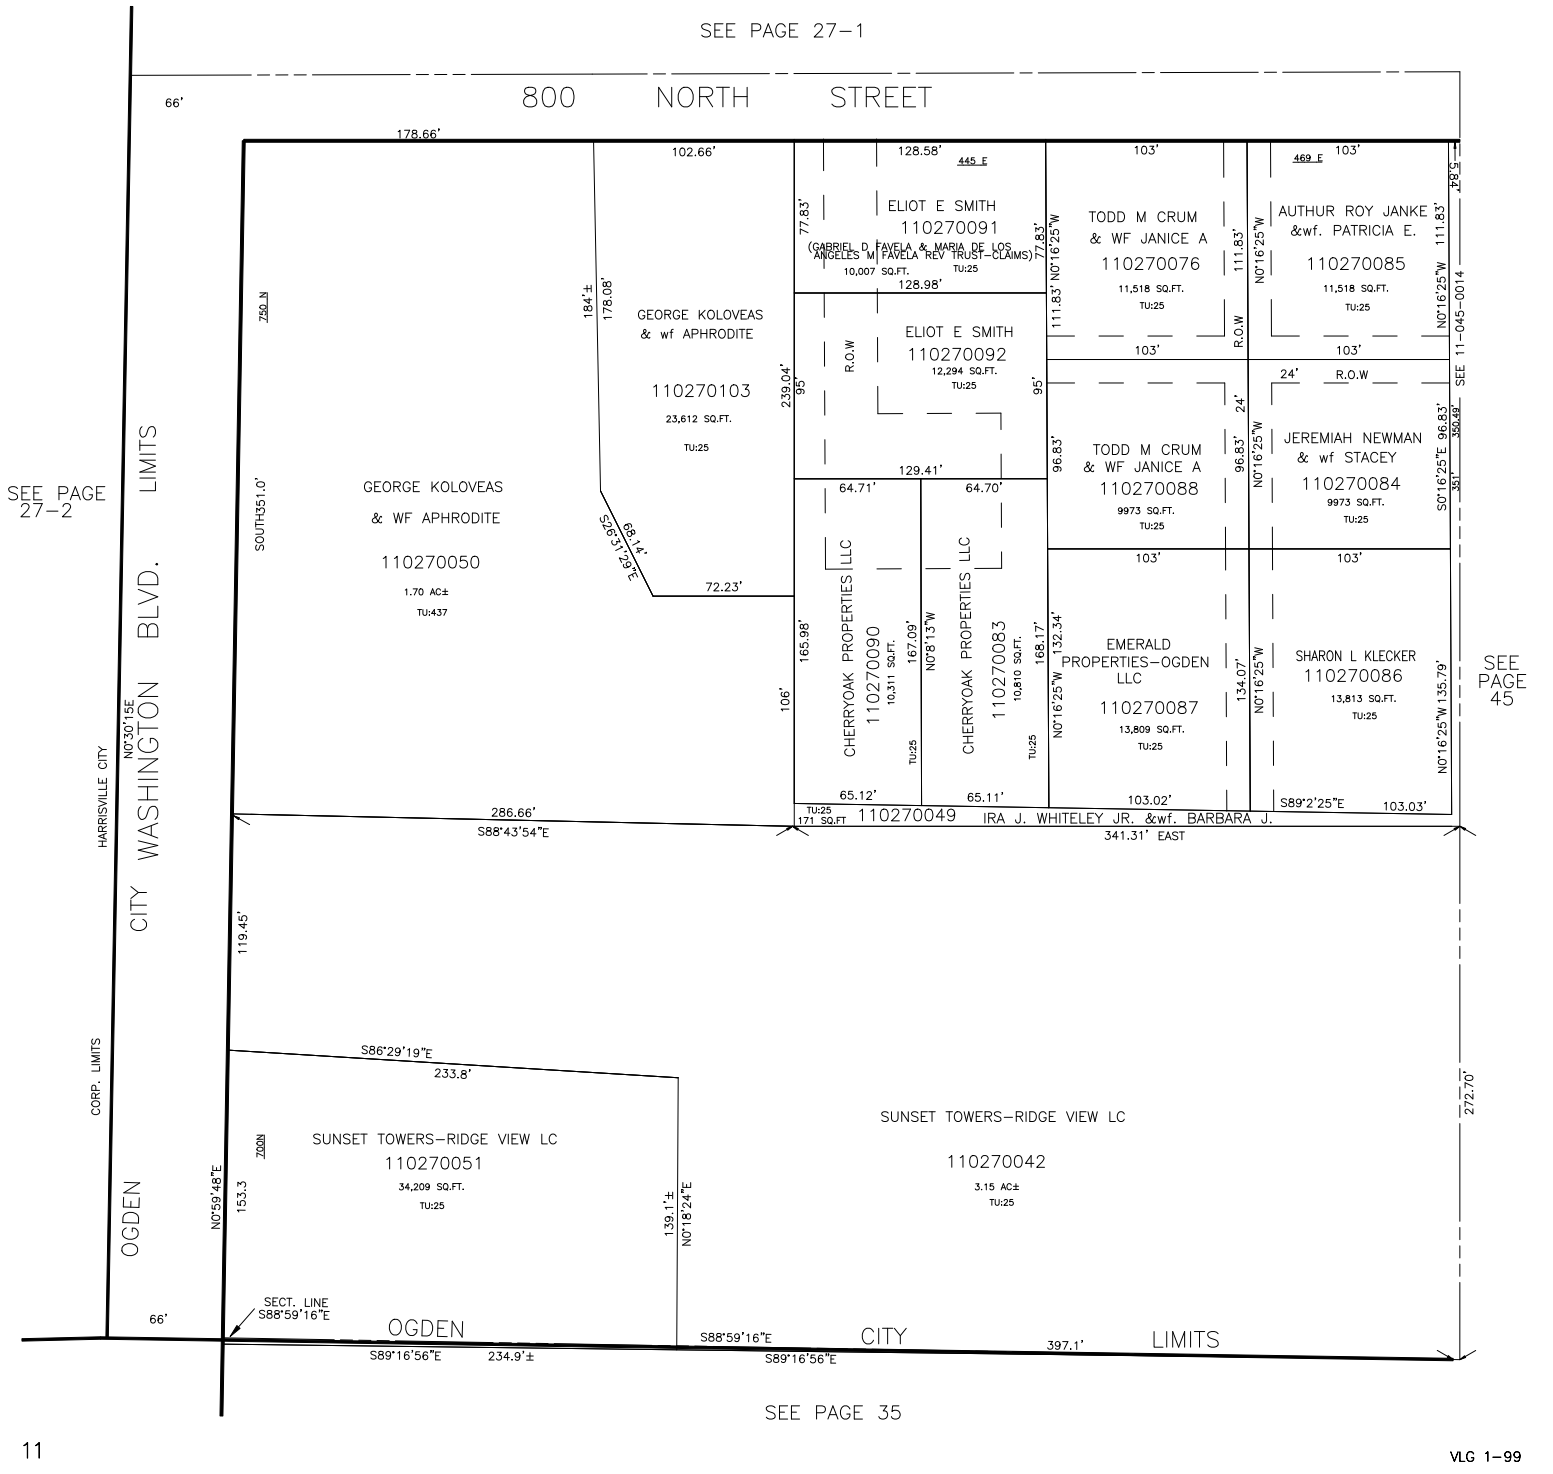 SEE PAGE 27-1
66'
800 NORTH STREET
178.66'
102.66'
128.58'
103'
103'
445 E
469 E
5.84'
77.83'
ELIOT E SMITH
110270091
(GABRIEL D FAVELA & MARIA DE LOS
ANGELES M FAVELA REV TRUST-CLAIMS)
10,007 SQ.FT.
TU:25
77.83'
128.98'
N0°16'25"W
111.83'
TODD M CRUM
& WF JANICE A
110270076
11,518 SQ.FT.
TU:25
111.83'
R.O.W
103'
N0°16'25"W
AUTHUR ROY JANKE
&wf. PATRICIA E.
110270085
11,518 SQ.FT.
TU:25
111.83'
N0°16'25"W
103'
SEE 11-045-0014
750 N
184'±
178.08'
GEORGE KOLOVEAS
& wf APHRODITE
110270103
23,612 SQ.FT.
TU:25
239.04'
95'
R.O.W
ELIOT E SMITH
110270092
12,294 SQ.FT.
TU:25
95'
129.41'
24'
R.O.W
24'
96.83'
TODD M CRUM
& WF JANICE A
110270088
9973 SQ.FT.
TU:25
96.83'
103'
N0°16'25"W
JEREMIAH NEWMAN
& wf STACEY
110270084
9973 SQ.FT.
TU:25
S0°16'25"E 96.83'
350.49'
351'
103'
SEE PAGE
27-2
CITY WASHINGTON BLVD. LIMITS
SOUTH351.0'
GEORGE KOLOVEAS
& WF APHRODITE
110270050
1.70 AC±
TU:437
68.14'
S26°31'29"E
72.23'
64.71'
64.70'
165.98'
106'
CHERRYOAK PROPERTIES LLC
110270090
10,311 SQ.FT.
TU:25
167.09'
N0°8'13"W
CHERRYOAK PROPERTIES LLC
110270083
10,810 SQ.FT.
TU:25
168.17'
N0°16'25"W 132.34'
EMERALD
PROPERTIES-OGDEN
LLC
110270087
13,809 SQ.FT.
TU:25
134.07'
N0°16'25"W
SHARON L KLECKER
110270086
13,813 SQ.FT.
TU:25
N0°16'25"W 135.79'
SEE
PAGE
45
N0°30'15E
HARRISVILLE CITY
65.12'
65.11'
103.02'
S89°2'25"E
103.03'
286.66'
S88°43'54"E
TU:25
171 SQ.FT
110270049
IRA J. WHITELEY JR. &wf. BARBARA J.
341.31' EAST
119.45'
CORP. LIMITS
S86°29'19"E
233.8'
272.70'
700N
SUNSET TOWERS-RIDGE VIEW LC
110270051
34,209 SQ.FT.
TU:25
SUNSET TOWERS-RIDGE VIEW LC
110270042
3.15 AC±
TU:25
OGDEN
N0°59'48"E
153.3
139.1'±
N0°18'24"E
66'
SECT. LINE
S88°59'16"E
OGDEN CITY LIMITS
S88°59'16"E
397.1'
S89°16'56"E
234.9'±
S89°16'56"E
SEE PAGE 35
11
VLG 1-99